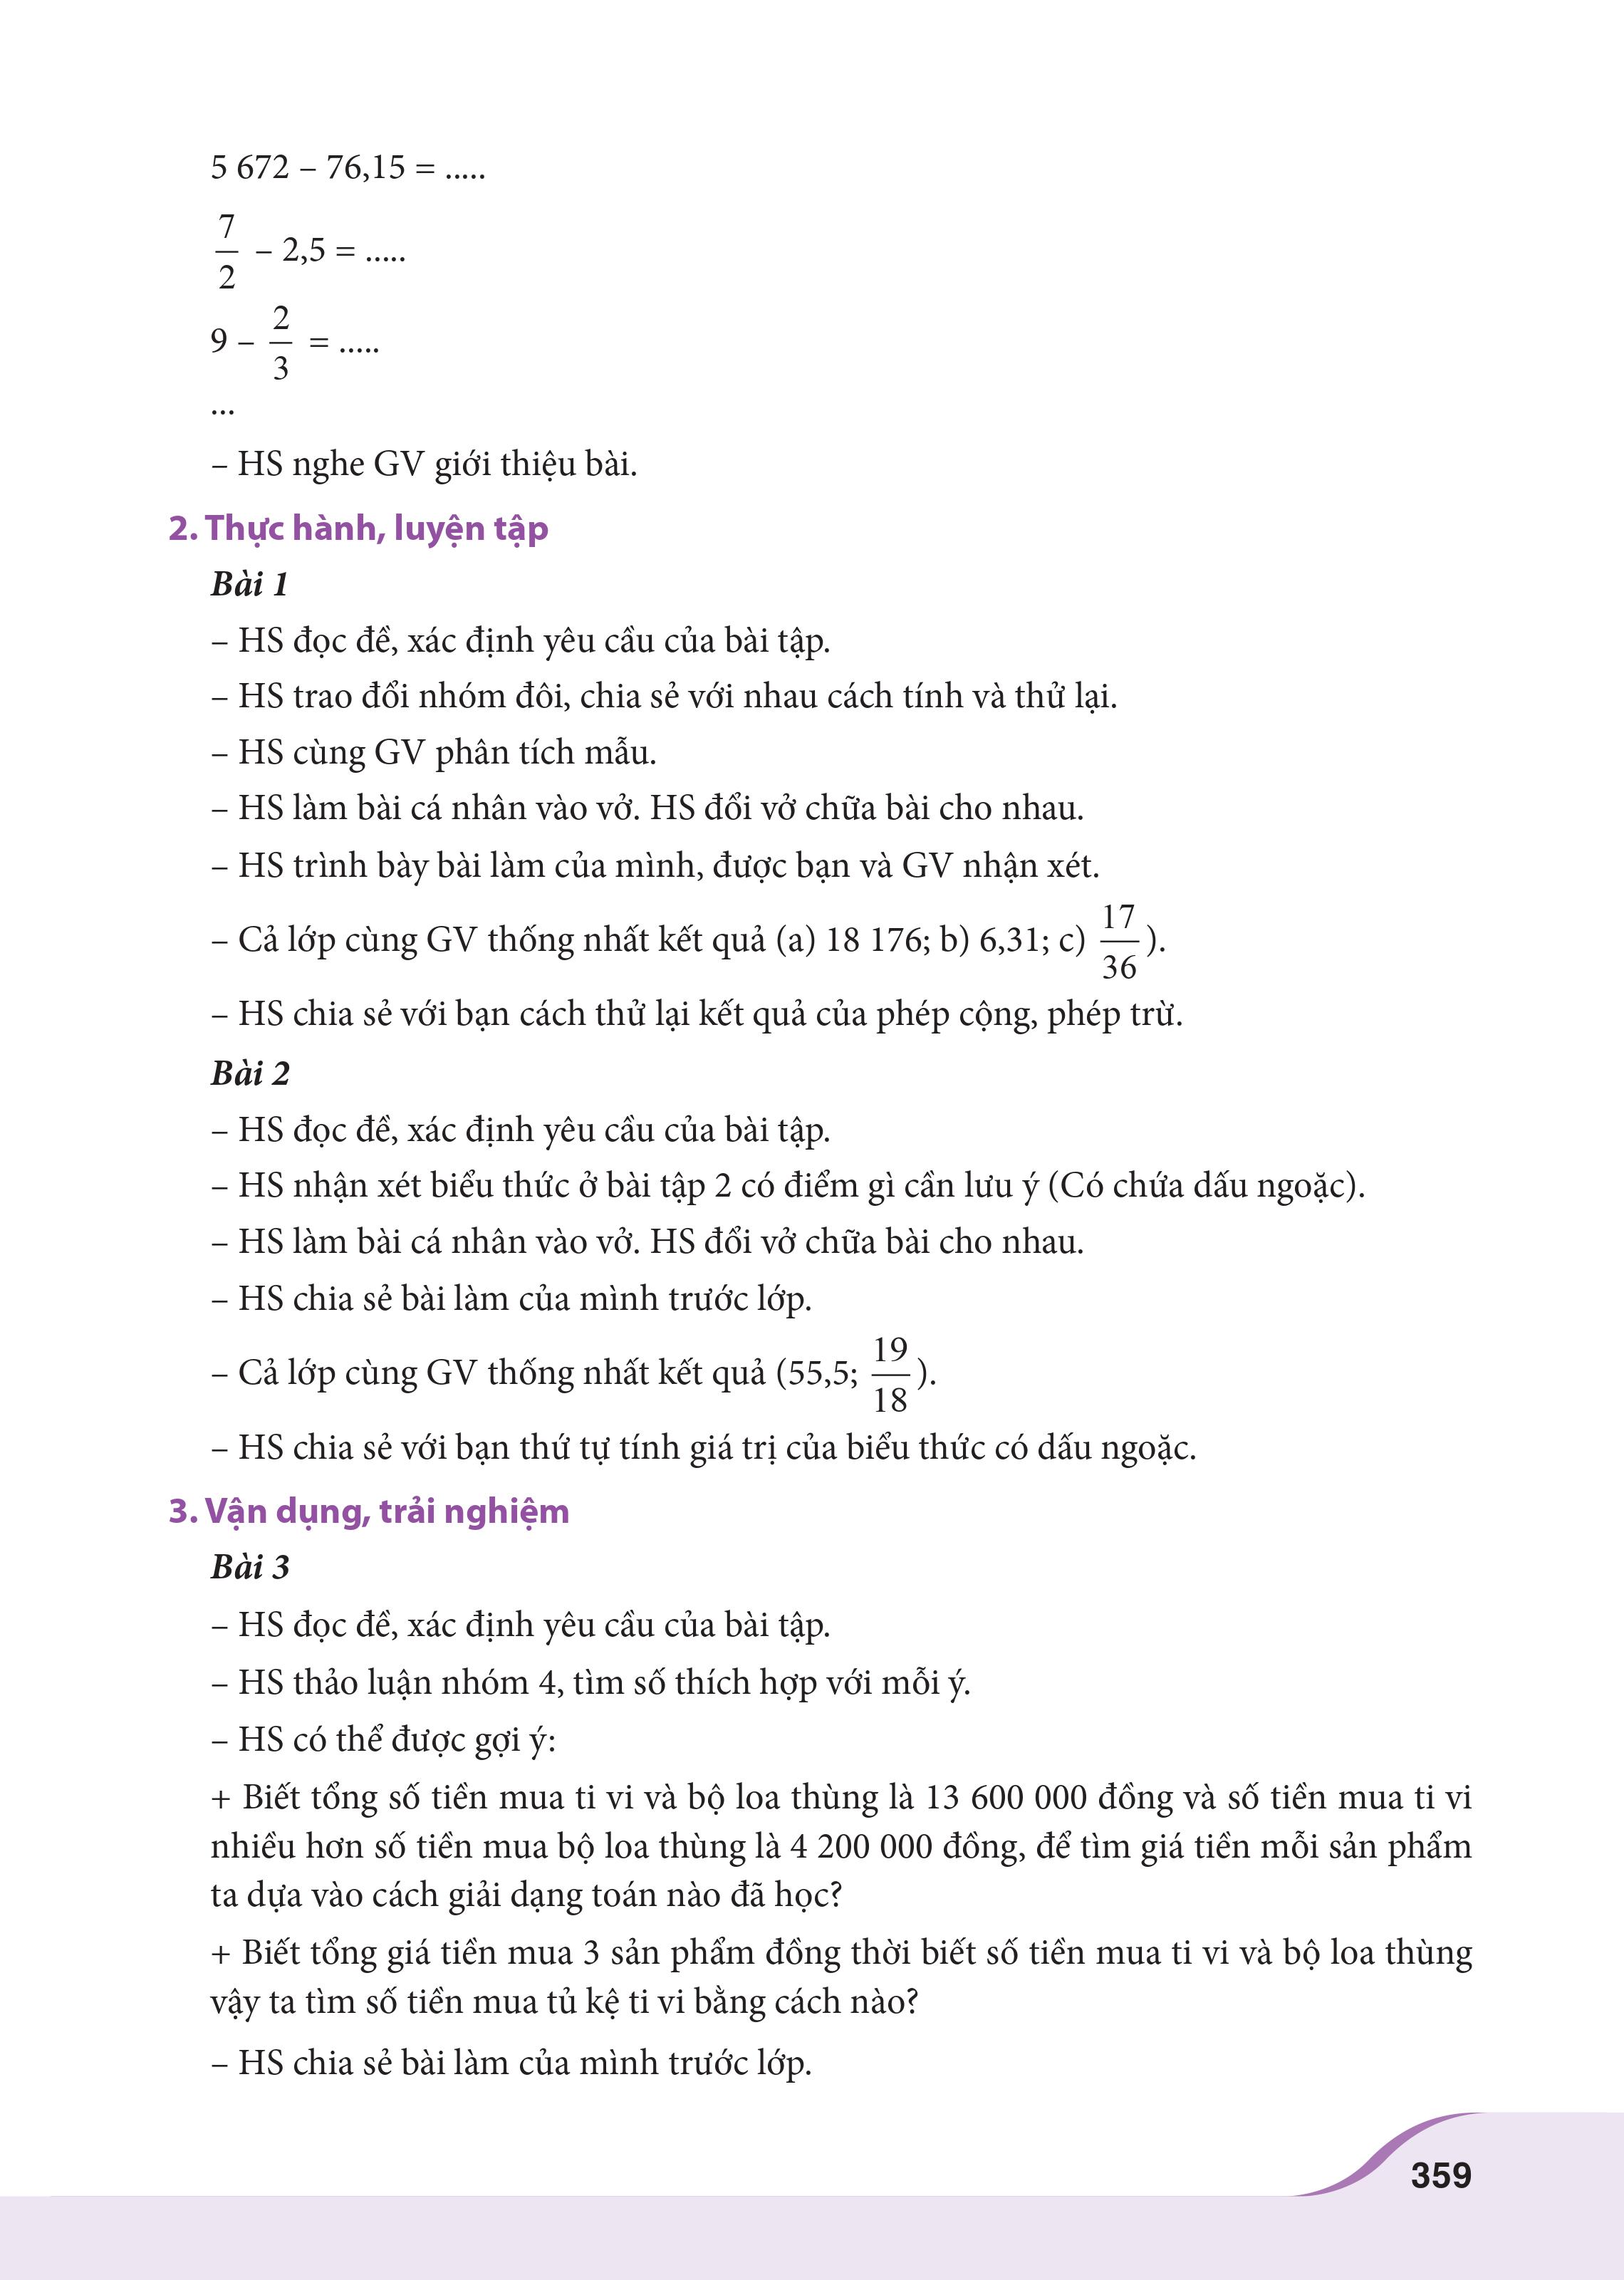 5 672 – 76,15 = .....
7/2 – 2,5 = .....
9 – 2/3 = .....
...
– HS nghe GV giới thiệu bài.
2. Thực hành, luyện tập
Bài 1
– HS đọc đề, xác định yêu cầu của bài tập.
– HS trao đổi nhóm đôi, chia sẻ với nhau cách tính và thử lại.
– HS cùng GV phân tích mẫu.
– HS làm bài cá nhân vào vở. HS đổi vở chữa bài cho nhau.
– HS trình bày bài làm của mình, được bạn và GV nhận xét.
– Cả lớp cùng GV thống nhất kết quả (a) 18 176; b) 6,31; c) 17/36).
– HS chia sẻ với bạn cách thử lại kết quả của phép cộng, phép trừ.
Bài 2
– HS đọc đề, xác định yêu cầu của bài tập.
– HS nhận xét biểu thức ở bài tập 2 có điểm gì cần lưu ý (Có chứa dấu ngoặc).
– HS làm bài cá nhân vào vở. HS đổi vở chữa bài cho nhau.
– HS chia sẻ bài làm của mình trước lớp.
– Cả lớp cùng GV thống nhất kết quả (55,5; 19/18).
– HS chia sẻ với bạn thứ tự tính giá trị của biểu thức có dấu ngoặc.
3. Vận dụng, trải nghiệm
Bài 3
– HS đọc đề, xác định yêu cầu của bài tập.
– HS thảo luận nhóm 4, tìm số thích hợp với mỗi ý.
– HS có thể được gợi ý:
+ Biết tổng số tiền mua ti vi và bộ loa thùng là 13 600 000 đồng và số tiền mua ti vi
nhiều hơn số tiền mua bộ loa thùng là 4 200 000 đồng, để tìm giá tiền mỗi sản phẩm
ta dựa vào cách giải dạng toán nào đã học?
+ Biết tổng giá tiền mua 3 sản phẩm đồng thời biết số tiền mua ti vi và bộ loa thùng
vậy ta tìm số tiền mua tủ kệ ti vi bằng cách nào?
– HS chia sẻ bài làm của mình trước lớp.
359